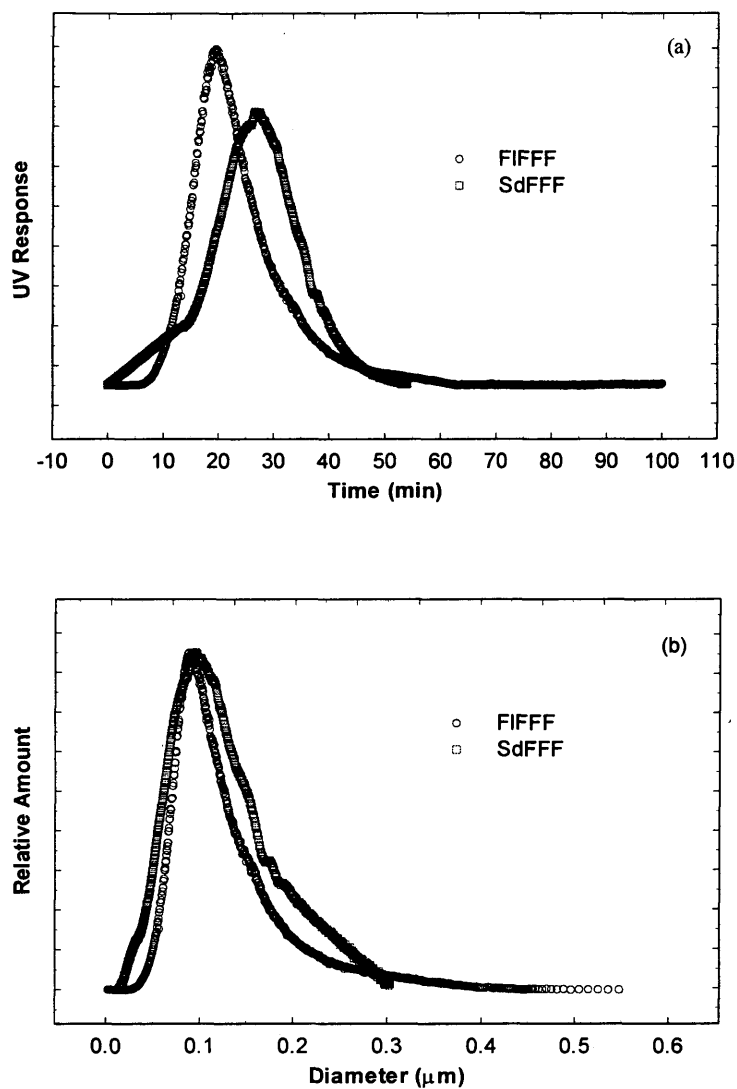 (a)
FlFFF
SdFFF
UV Response
-10 0 10 20 30 40 50 60 70 80 90 100 110
Time (min)
(b)
FlFFF
SdFFF
Relative Amount
0.0 0.1 0.2 0.3 0.4 0.5 0.6
Diameter (μm)